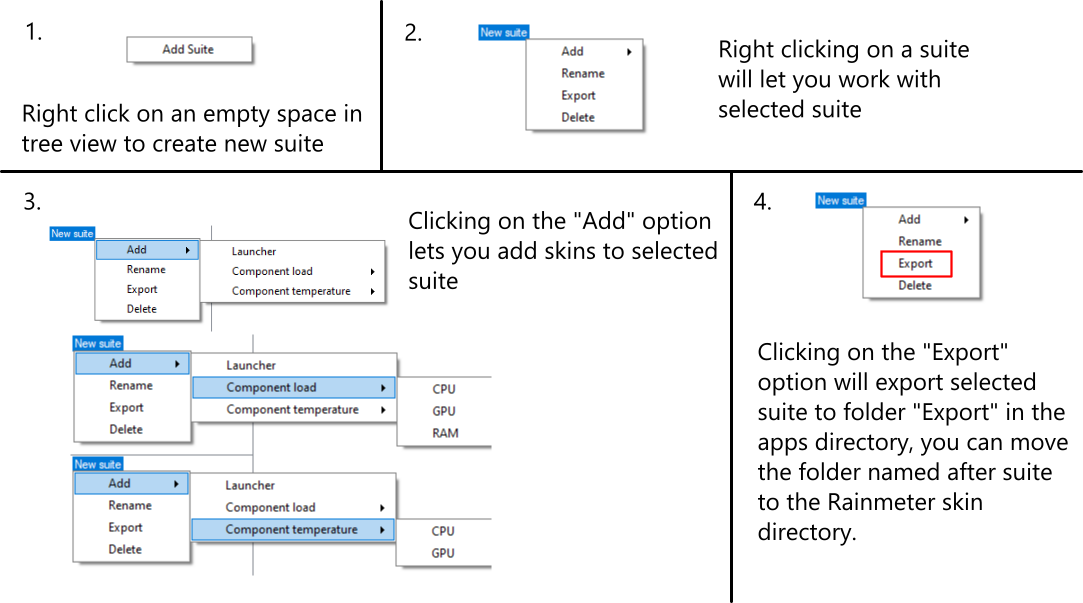 1.
Add Suite
Right click on an empty space in
tree view to create new suite
2.
New suite
Add
Rename
Export
Delete
Right clicking on a suite
will let you work with
selected suite
3.
New suite
Add
Rename
Export
Delete
Launcher
Component load
Component temperature
Clicking on the "Add" option
lets you add skins to selected
suite
New suite
Add
Rename
Export
Delete
Launcher
Component load
Component temperature
CPU
GPU
RAM
New suite
Add
Rename
Export
Delete
Launcher
Component load
Component temperature
CPU
GPU
4.
New suite
Add
Rename
Export
Delete
Clicking on the "Export"
option will export selected
suite to folder "Export" in the
apps directory, you can move
the folder named after suite
to the Rainmeter skin
directory.